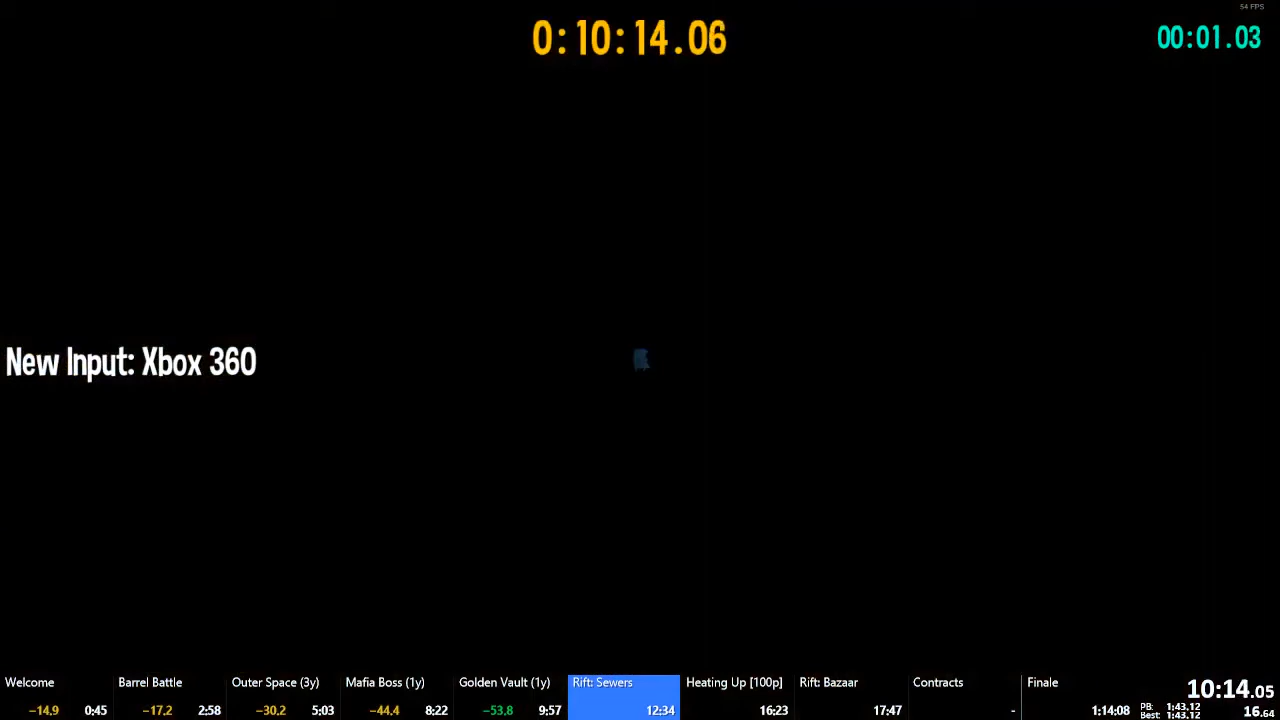 54 FPS
0:10:14.06
00:01.03
New Input: Xbox 360
Welcome
-14,9 0:45
Barrel Battle
-17,2 2:58
Outer Space (3y)
-30,2 5:03
Mafia Boss (1y)
-44,4 8:22
Golden Vault (1y)
-53,8 9:57
Rift: Sewers
12:34
Heating Up [100p]
16:23
Rift: Bazaar
17:47
Contracts
-
Finale
1:14:08
10:14.05
PB: 1:43,12
Best: 1:43,12
16.64